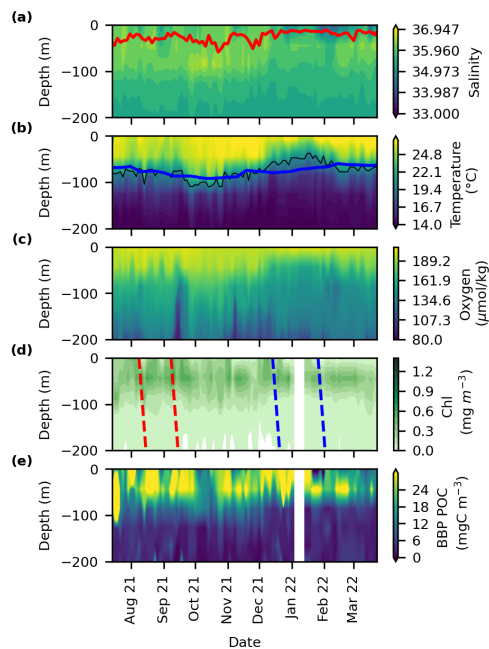 (a)
0
−100
−200
Depth (m)
36.947
35.960
34.973
33.987
33.000
Salinity
(b)
0
−100
−200
Depth (m)
24.8
22.1
19.4
16.7
14.0
Temperature
(°C)
(c)
0
−100
−200
Depth (m)
189.2
161.9
134.6
107.3
80.0
Oxygen
(μmol/kg)
(d)
0
−100
−200
Depth (m)
1.2
0.9
0.6
0.3
0.0
Chl
(mg m⁻³)
(e)
0
−100
−200
Depth (m)
24
18
12
6
0
BBP POC
(mgC m⁻³)
Aug 21
Sep 21
Oct 21
Nov 21
Dec 21
Jan 22
Feb 22
Mar 22
Date